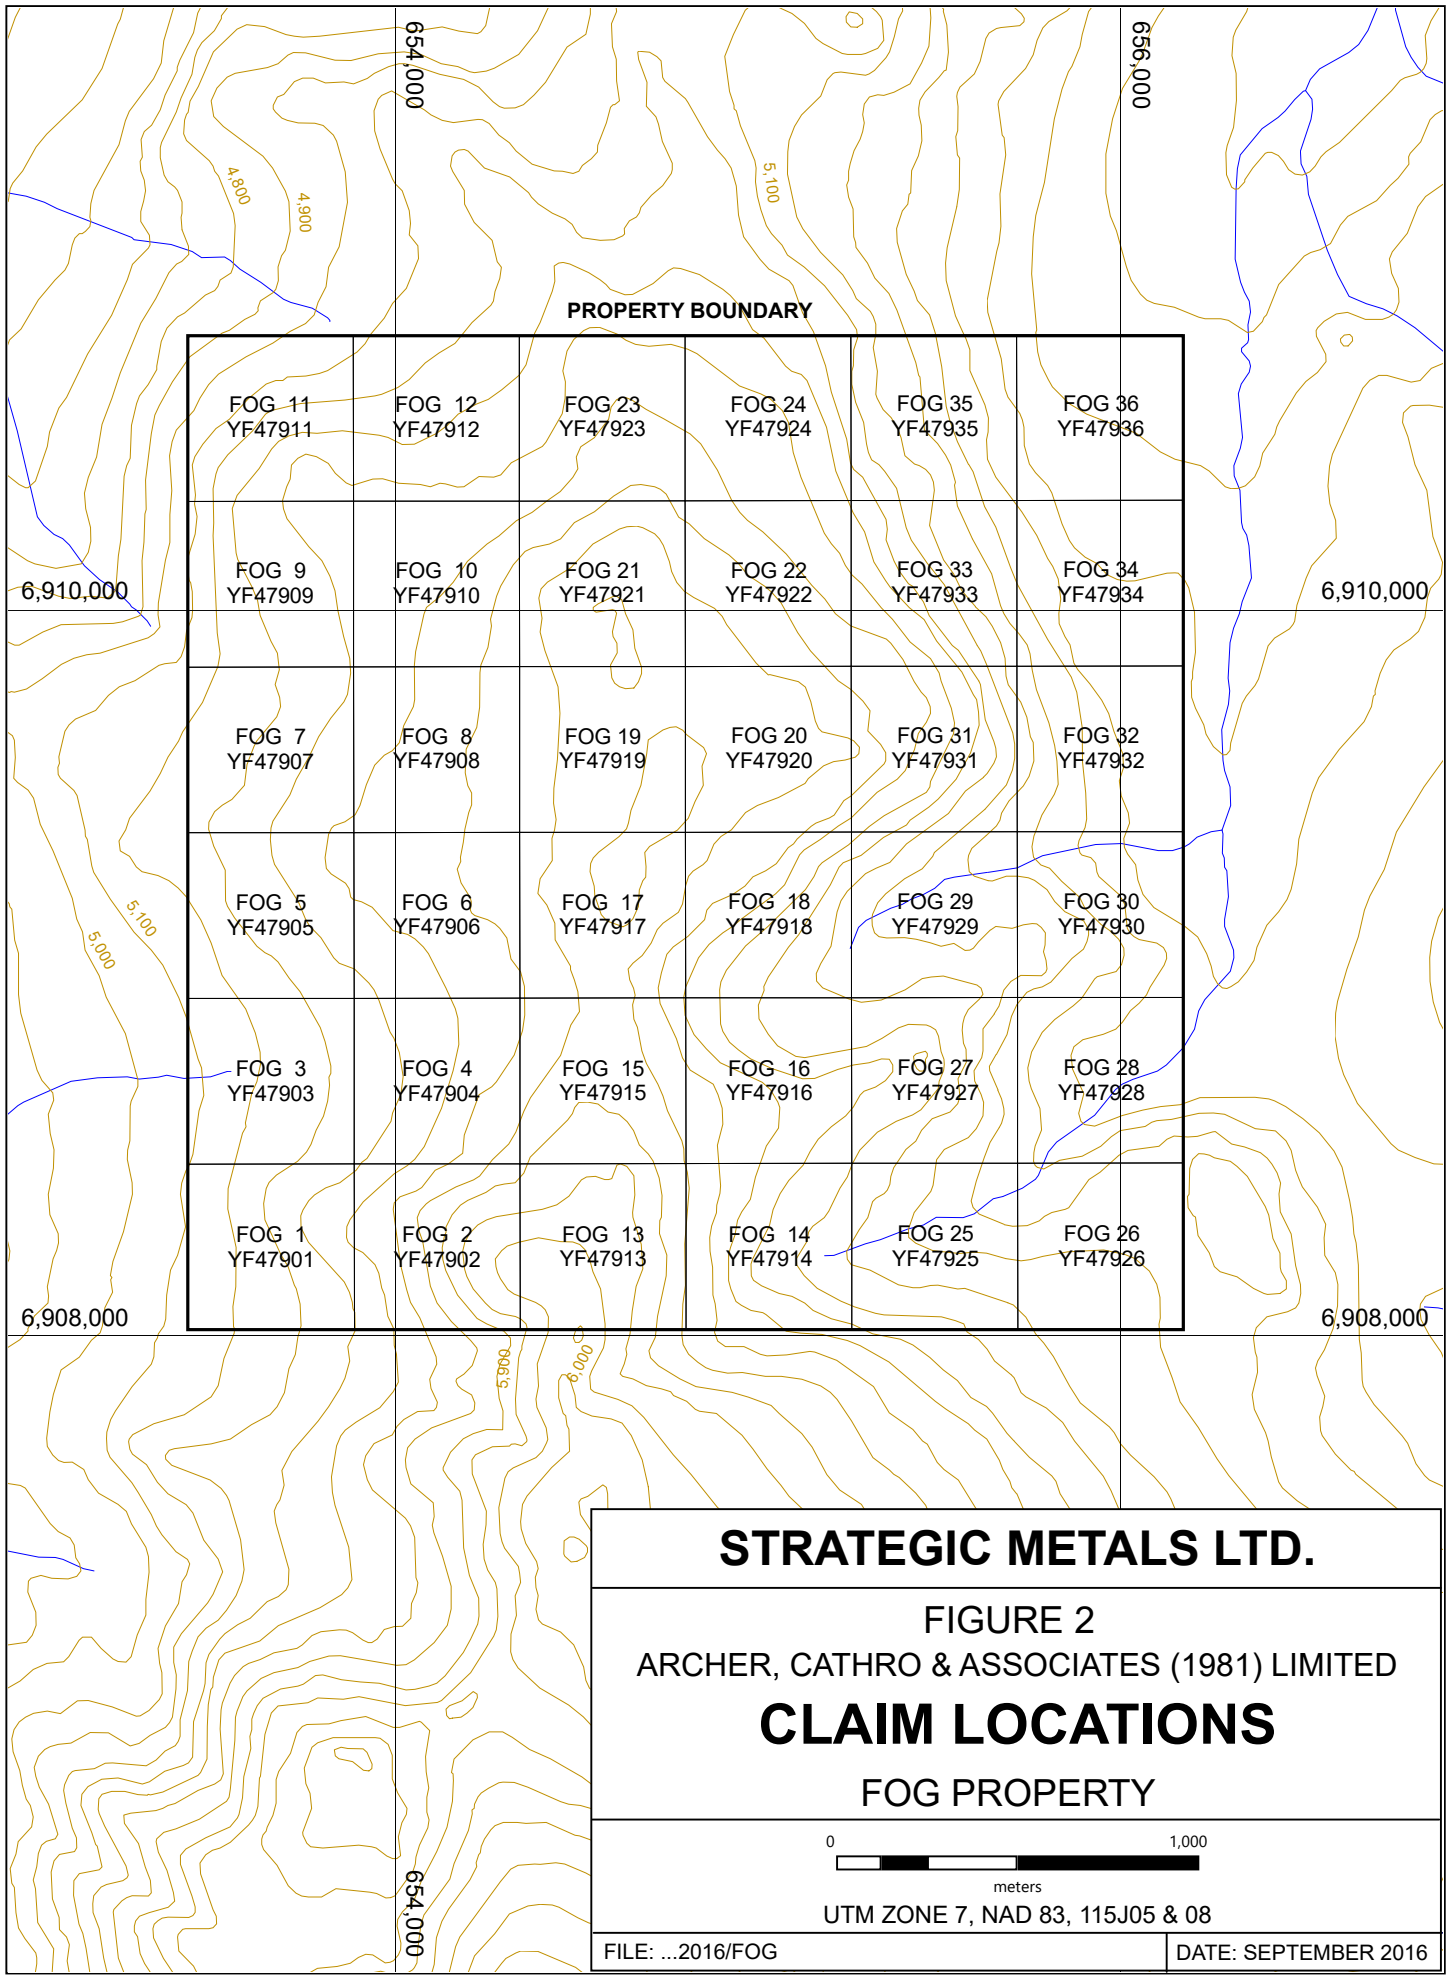 654,000
656,000
4,800
4,900
5,100
PROPERTY BOUNDARY
FOG 11
YF47911
FOG 12
YF47912
FOG 23
YF47923
FOG 24
YF47924
FOG 35
YF47935
FOG 36
YF47936
6,910,000
FOG 9
YF47909
FOG 10
YF47910
FOG 21
YF47921
FOG 22
YF47922
FOG 33
YF47933
FOG 34
YF47934
6,910,000
FOG 7
YF47907
FOG 8
YF47908
FOG 19
YF47919
FOG 20
YF47920
FOG 31
YF47931
FOG 32
YF47932
5,100
5,000
FOG 5
YF47905
FOG 6
YF47906
FOG 17
YF47917
FOG 18
YF47918
FOG 29
YF47929
FOG 30
YF47930
FOG 3
YF47903
FOG 4
YF47904
FOG 15
YF47915
FOG 16
YF47916
FOG 27
YF47927
FOG 28
YF47928
FOG 1
YF47901
FOG 2
YF47902
FOG 13
YF47913
FOG 14
YF47914
FOG 25
YF47925
FOG 26
YF47926
6,908,000
6,908,000
5,900
6,000
STRATEGIC METALS LTD.
FIGURE 2
ARCHER, CATHRO & ASSOCIATES (1981) LIMITED
CLAIM LOCATIONS
FOG PROPERTY
0 1,000
meters
UTM ZONE 7, NAD 83, 115J05 & 08
654,000
FILE: ...2016/FOG
DATE: SEPTEMBER 2016